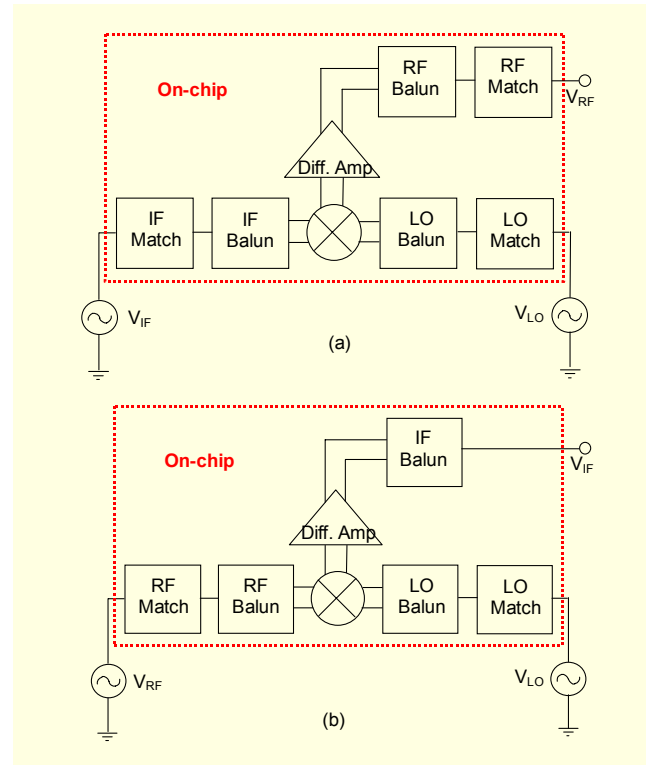 On-chip
RF
Balun
RF
Match
V_RF
Diff. Amp
IF
Match
IF
Balun
LO
Balun
LO
Match
V_IF
V_LO
(a)
On-chip
IF
Balun
V_IF
Diff. Amp
RF
Match
RF
Balun
LO
Balun
LO
Match
V_RF
V_LO
(b)